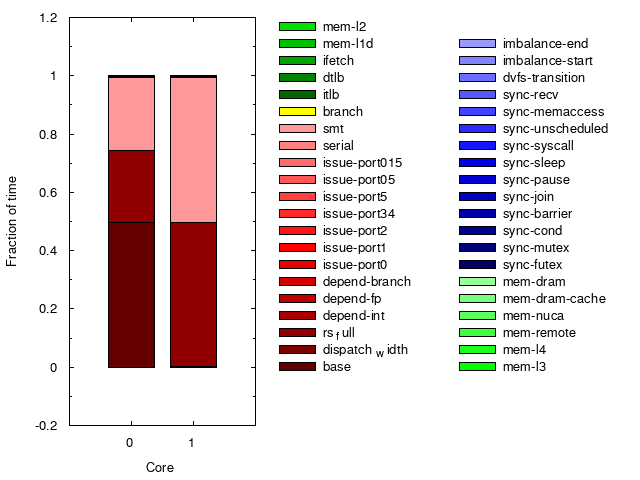 1.2
1
0.8
0.6
0.4
0.2
0
-0.2
Fraction of time
0
1
Core
mem-l2
mem-l1d
ifetch
dtlb
itlb
branch
smt
serial
issue-port015
issue-port05
issue-port5
issue-port34
issue-port2
issue-port1
issue-port0
depend-branch
depend-fp
depend-int
rs_full
dispatch_width
base
imbalance-end
imbalance-start
dvfs-transition
sync-recv
sync-memaccess
sync-unscheduled
sync-syscall
sync-sleep
sync-pause
sync-join
sync-barrier
sync-cond
sync-mutex
sync-futex
mem-dram
mem-dram-cache
mem-nuca
mem-remote
mem-l4
mem-l3